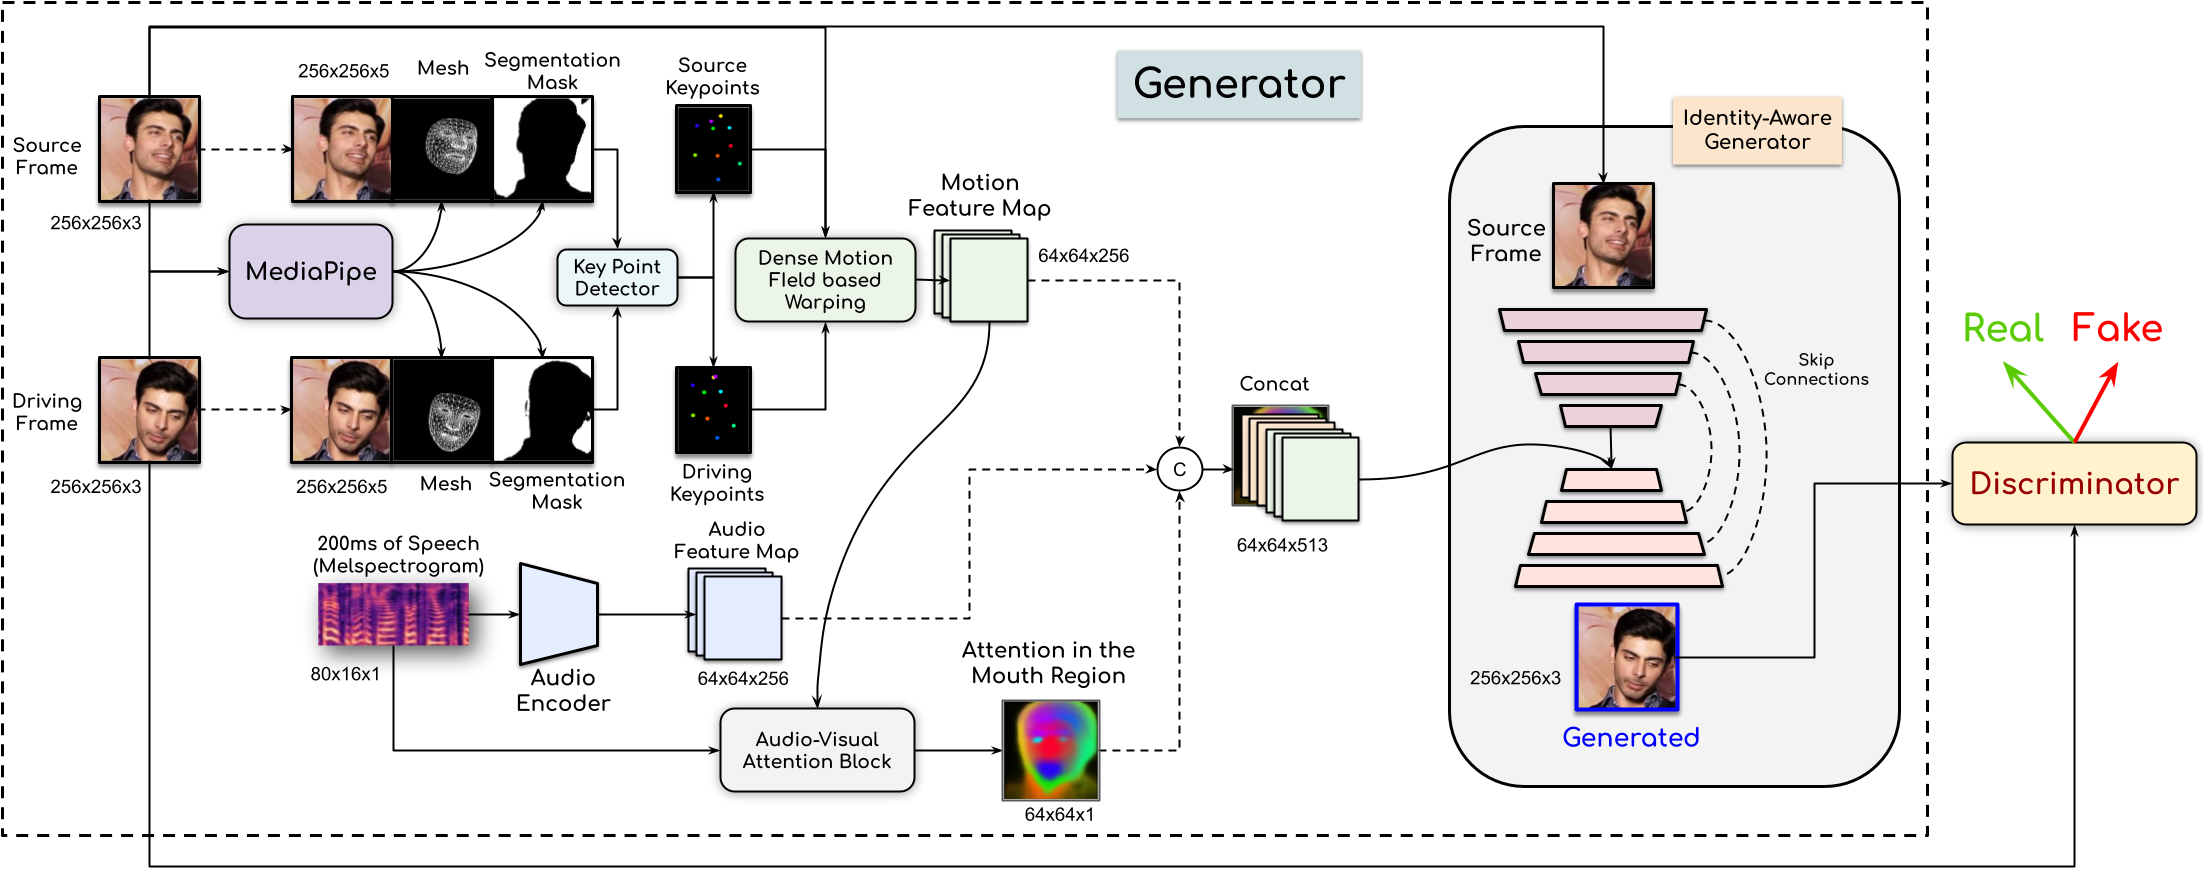 Generator
Source
Frame
256x256x3
256x256x5
Mesh
Segmentation
Mask
MediaPipe
Driving
Frame
256x256x3
256x256x5
Mesh
Segmentation
Mask
Key Point
Detector
Source
Keypoints
Driving
Keypoints
Dense Motion
FIeld based
Warping
Motion
Feature Map
64x64x256
200ms of Speech
(Melspectrogram)
80x16x1
Audio
Encoder
Audio
Feature Map
64x64x256
Audio-Visual
Attention Block
Attention in the
Mouth Region
64x64x1
C
Concat
64x64x513
Identity-Aware
Generator
Source
Frame
Skip
Connections
256x256x3
Generated
Real
Fake
Discriminator